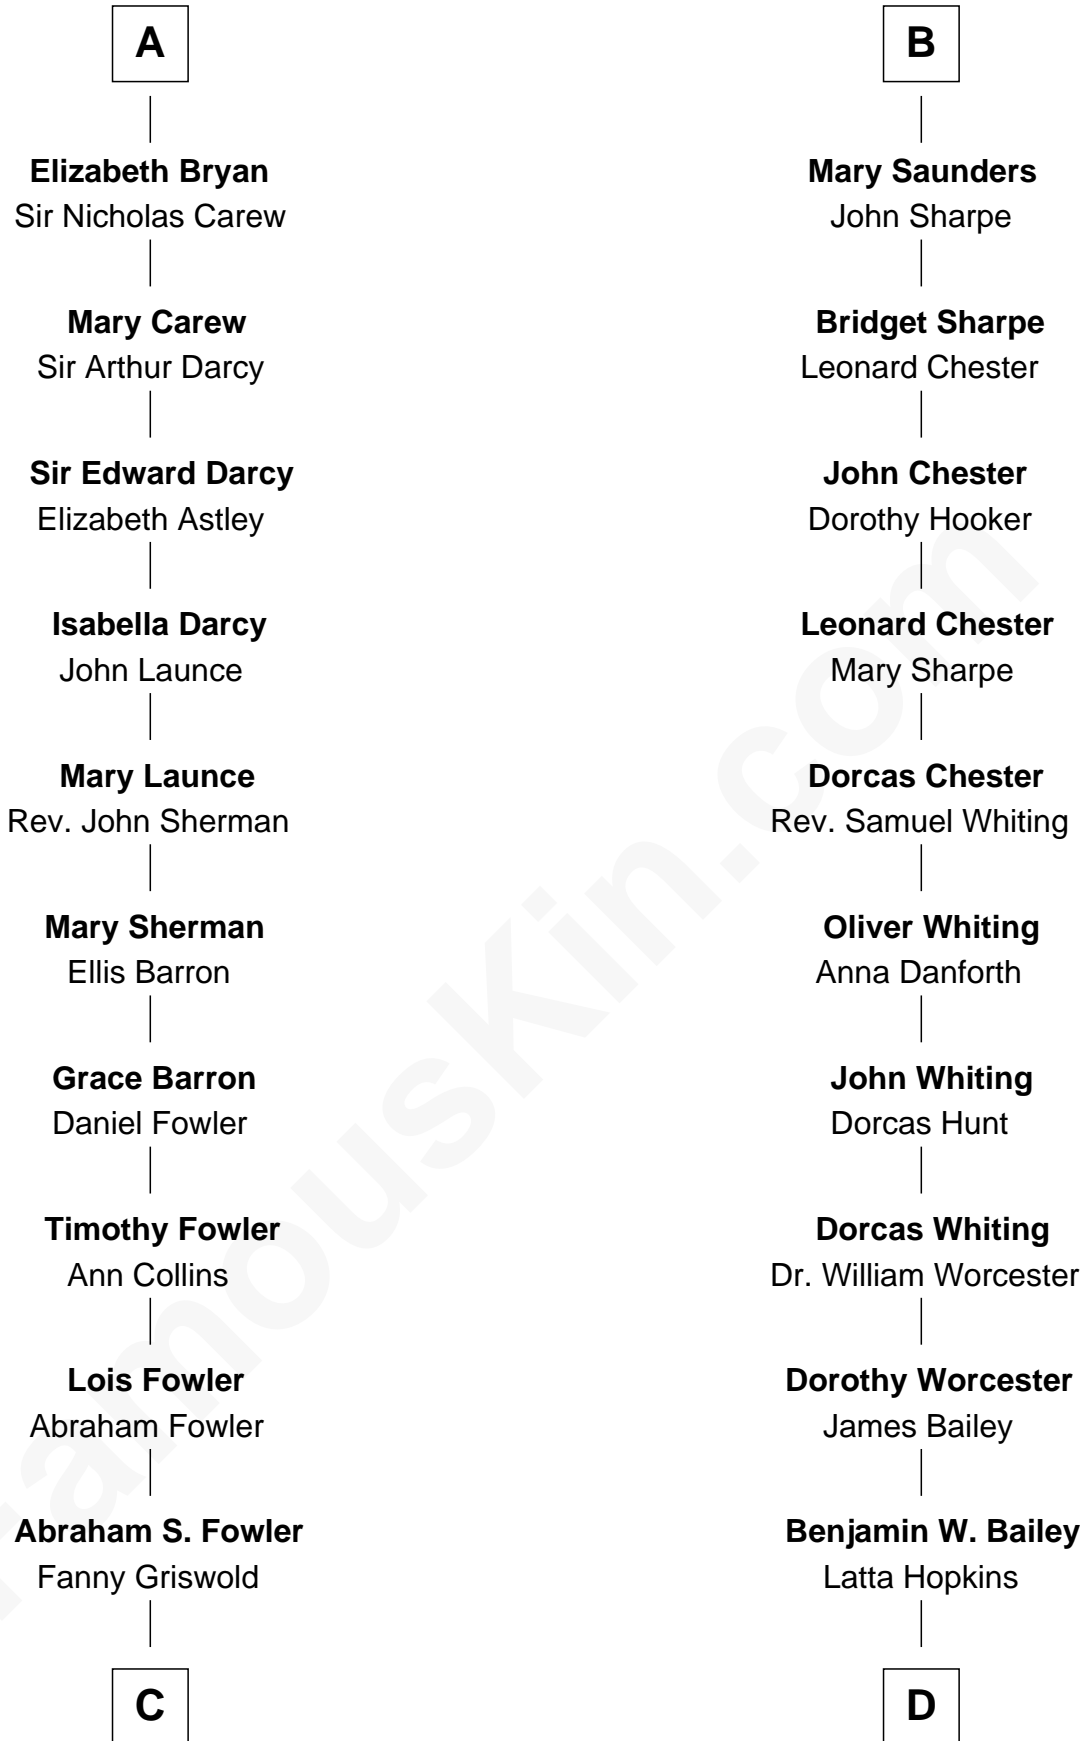 A
Elizabeth Bryan
Sir Nicholas Carew
Mary Carew
Sir Arthur Darcy
Sir Edward Darcy
Elizabeth Astley
Isabella Darcy
John Launce
Mary Launce
Rev. John Sherman
Mary Sherman
Ellis Barron
Grace Barron
Daniel Fowler
Timothy Fowler
Ann Collins
Lois Fowler
Abraham Fowler
Abraham S. Fowler
Fanny Griswold
C
B
Mary Saunders
John Sharpe
Bridget Sharpe
Leonard Chester
John Chester
Dorothy Hooker
Leonard Chester
Mary Sharpe
Dorcas Chester
Rev. Samuel Whiting
Oliver Whiting
Anna Danforth
John Whiting
Dorcas Hunt
Dorcas Whiting
Dr. William Worcester
Dorothy Worcester
James Bailey
Benjamin W. Bailey
Latta Hopkins
D
FamousKin.com